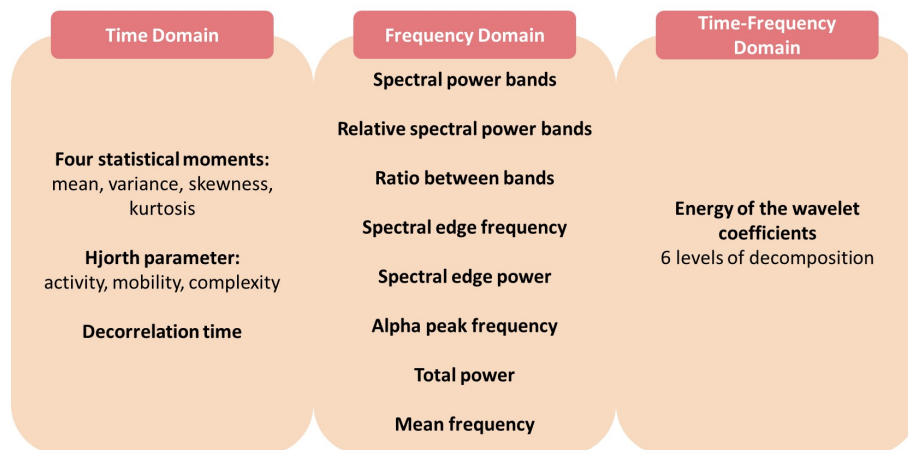 Time Domain
Four statistical moments:
mean, variance, skewness,
kurtosis
Hjorth parameter:
activity, mobility, complexity
Decorrelation time
Frequency Domain
Spectral power bands
Relative spectral power bands
Ratio between bands
Spectral edge frequency
Spectral edge power
Alpha peak frequency
Total power
Mean frequency
Time-Frequency
Domain
Energy of the wavelet
coefficients
6 levels of decomposition